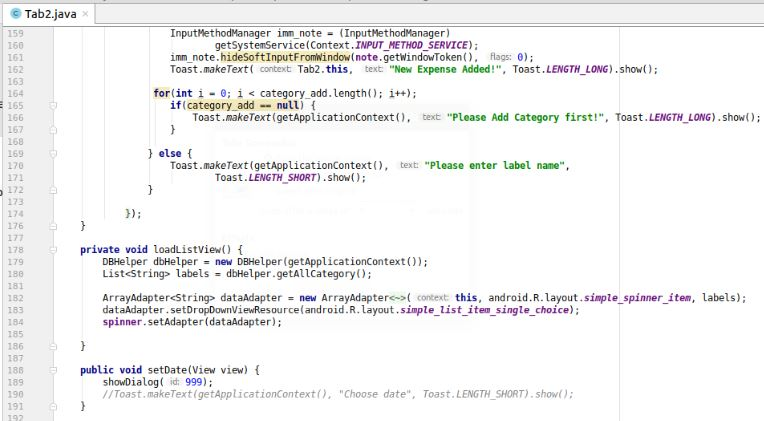 Tab2.java
159 InputMethodManager imm_note = (InputMethodManager)
160 getSystemService(Context.INPUT_METHOD_SERVICE);
161 imm_note.hideSoftInputFromWindow(note.getWindowToken(), flags: 0);
162 Toast.makeText( context: Tab2.this, text: "New Expense Added!", Toast.LENGTH_LONG).show();
163
164 for(int i = 0; i < category_add.length(); i++);
165 if(category_add == null) {
166 Toast.makeText(getApplicationContext(), text: "Please Add Category first!", Toast.LENGTH_LONG).show();
167 }
168
169 } else {
170 Toast.makeText(getApplicationContext(), text: "Please enter label name",
171 Toast.LENGTH_SHORT).show();
172 }
173
174 });
176 }
177
178 private void loadListView() {
179 DBHelper dbHelper = new DBHelper(getApplicationContext());
180 List<String> labels = dbHelper.getAllCategory();
181
182 ArrayAdapter<String> dataAdapter = new ArrayAdapter<~>( context: this, android.R.layout.simple_spinner_item, labels);
183 dataAdapter.setDropDownViewResource(android.R.layout.simple_list_item_single_choice);
184 spinner.setAdapter(dataAdapter);
185
186 }
187
188 public void setDate(View view) {
189 showDialog( id: 999);
190 //Toast.makeText(getApplicationContext(), "Choose date", Toast.LENGTH_SHORT).show();
191 }
192